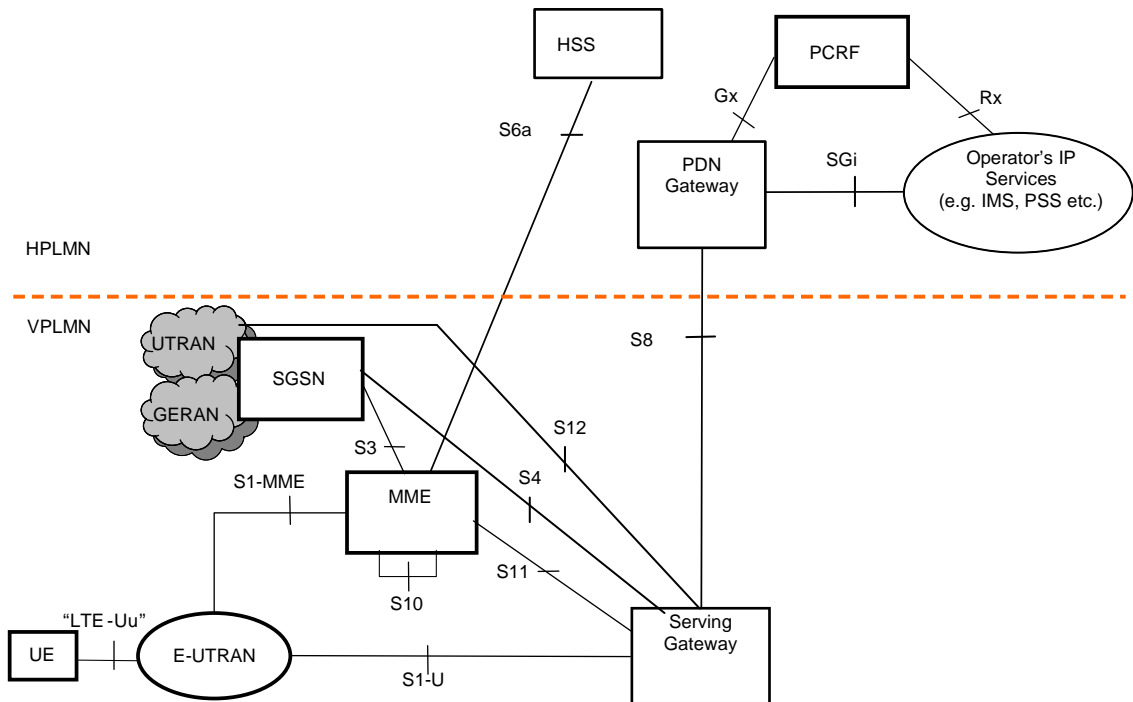 HSS
PCRF
Gx
Rx
S6a
PDN
Gateway
SGi
Operator's IP
Services
(e.g. IMS, PSS etc.)
HPLMN
VPLMN
UTRAN
S8
SGSN
GERAN
S12
S3
S4
S1-MME
MME
S11
S10
"LTE-Uu"
Serving
Gateway
UE
E-UTRAN
S1-U